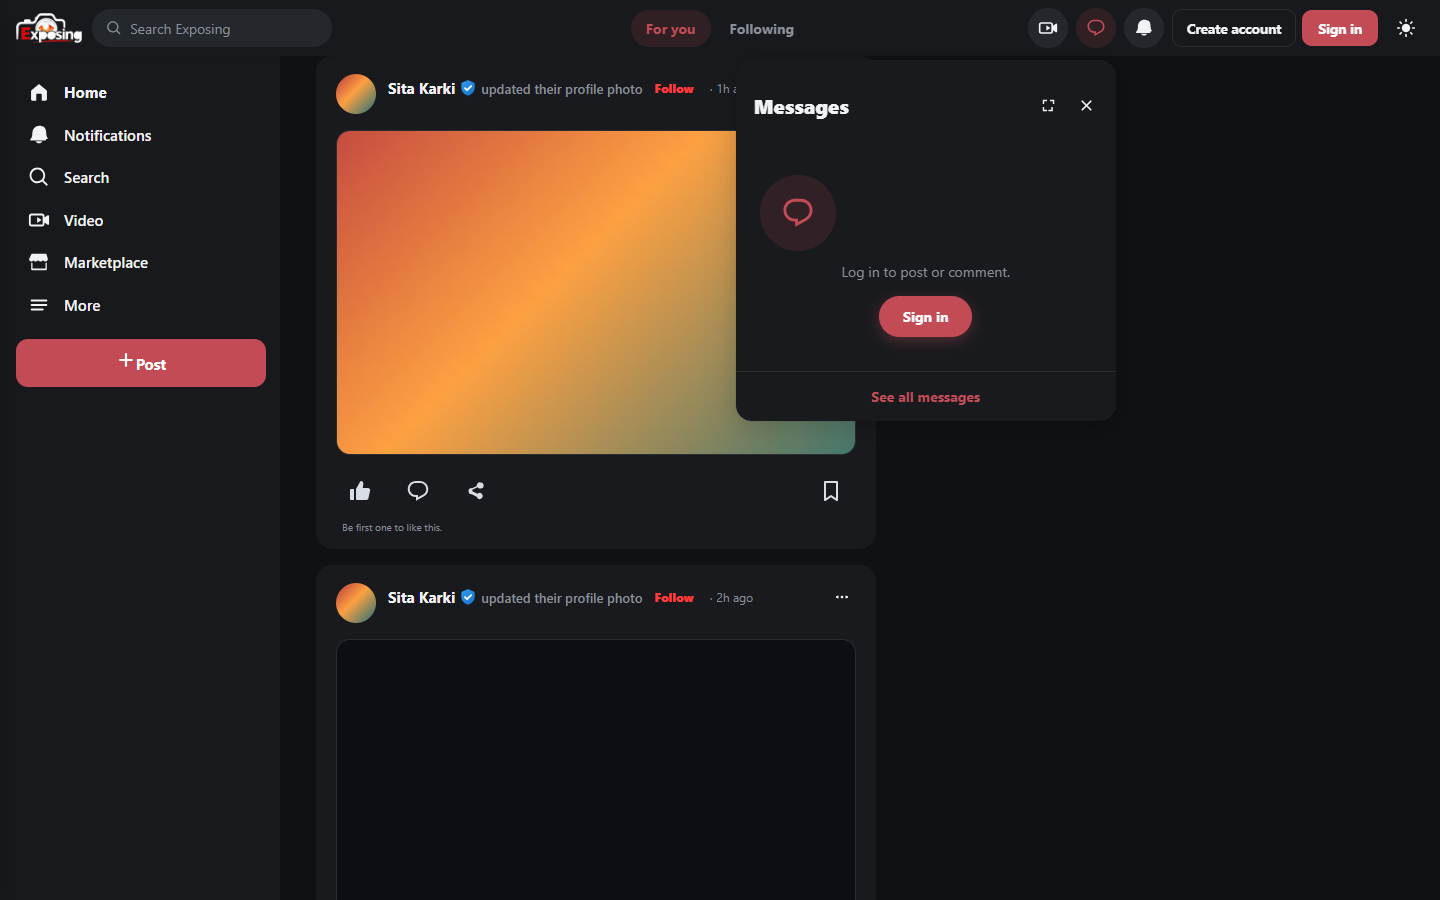 Exposing
Search Exposing
For you
Following
Create account
Sign in
Home
Notifications
Search
Video
Marketplace
More
Post
Sita Karki updated their profile photo Follow · 1h a
Be first one to like this.
Messages
Log in to post or comment.
Sign in
See all messages
Sita Karki updated their profile photo Follow · 2h ago